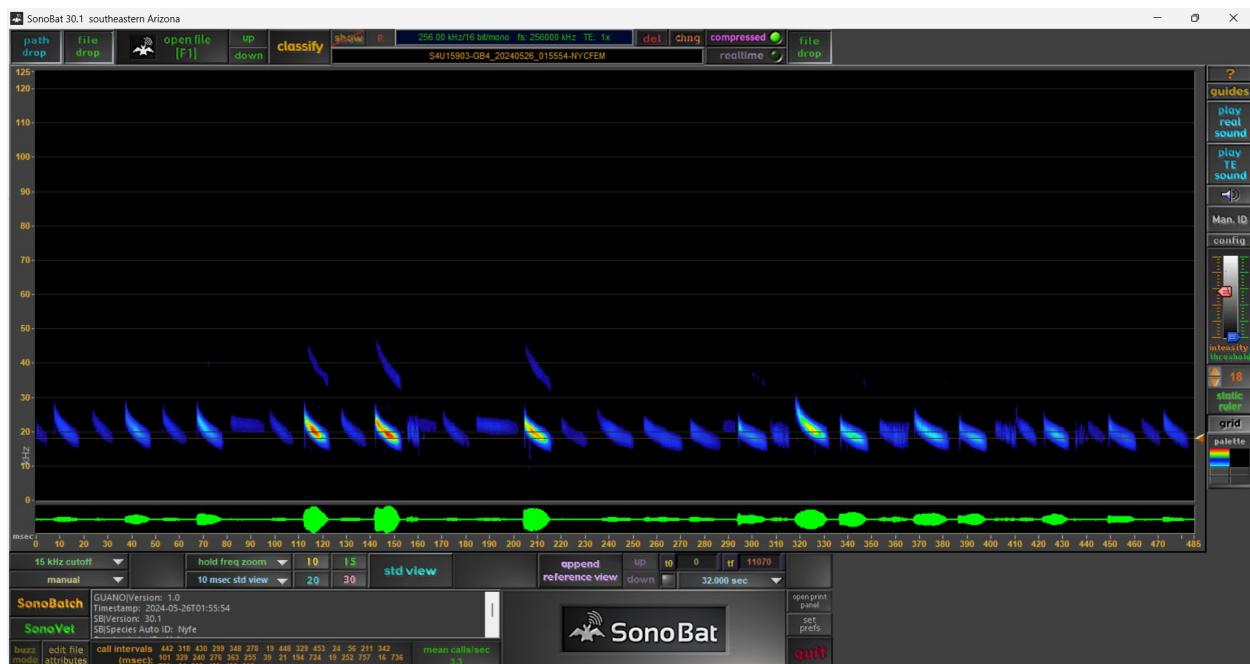 SonoBat 30.1 southeastern Arizona
path drop
file drop
open file [F1]
up
down
classify
show
R
256.00 kHz/16 bit/mono fs: 256000 kHz TE: 1x
del
chng
compressed
file drop
S4U15903-GB4_20240526_015554-NYCFEM
realtime
125
120
110
100
90
80
70
60
50
40
30
20
10
0
kHz
?
guides
play real sound
play TE sound
Man. ID
config
intensity
threshold
18
static ruler
grid
palette
msec
0 10 20 30 40 50 60 70 80 90 100 110 120 130 140 150 160 170 180 190 200 210 220 230 240 250 260 270 280 290 300 310 320 330 340 350 360 370 380 390 400 410 420 430 440 450 460 470 485
15 kHz cutoff
hold freq zoom
10 15
std view
append reference view
up
down
t0 0 tf 11070
manual
10 msec std view
20 30
32.000 sec
SonoBatch
GUANO|Version: 1.0
Timestamp: 2024-05-26T01:55:54
SB|Version: 30.1
SB|Species Auto ID: Nyfe
SonoVet
SonoBat
open print panel
set prefs
quit
buzz mode
edit file attributes
call intervals 442 318 430 299 348 278 19 448 329 453 24 56 211 342
(msec): 101 329 240 276 363 255 39 21 194 724 19 252 757 16 736
mean calls/sec
3.3